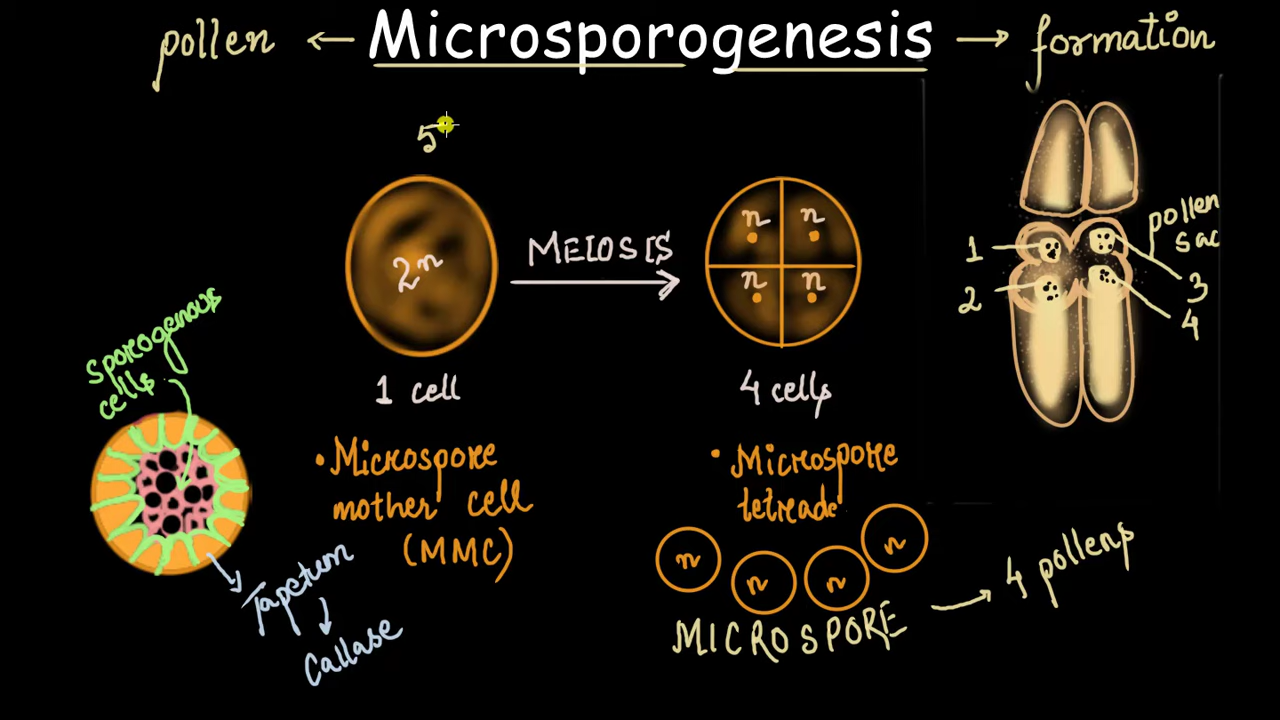 pollen ← Microsporogenesis → formation
5
2n
MEIOSIS
n n
n n
1 cell
4 cells
pollen
sac
1
2
3
4
sporogenous
cells
Tapetum
↓
Callase
• Microspore
mother cell
(MMC)
• Microspore
tetrade
n n n n
MICROSPORE → 4 pollens